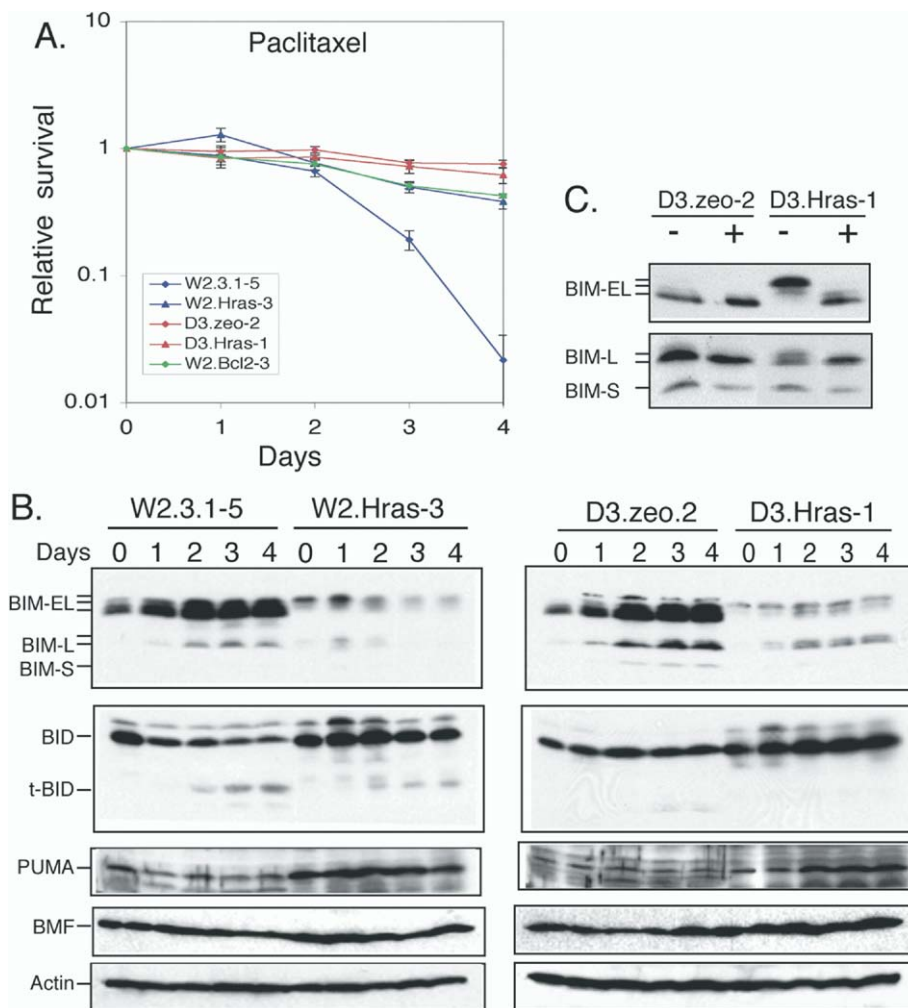 A.
Paclitaxel
Relative survival
10
1
0.1
0.01
0 1 2 3 4
Days
W2.3.1-5
W2.Hras-3
D3.zeo-2
D3.Hras-1
W2.Bcl2-3
C.
D3.zeo-2 D3.Hras-1
- + - +
BIM-EL
BIM-L
BIM-S
B.
W2.3.1-5 W2.Hras-3 D3.zeo.2 D3.Hras-1
Days 0 1 2 3 4 0 1 2 3 4 0 1 2 3 4 0 1 2 3 4
BIM-EL
BIM-L
BIM-S
BID
t-BID
PUMA
BMF
Actin